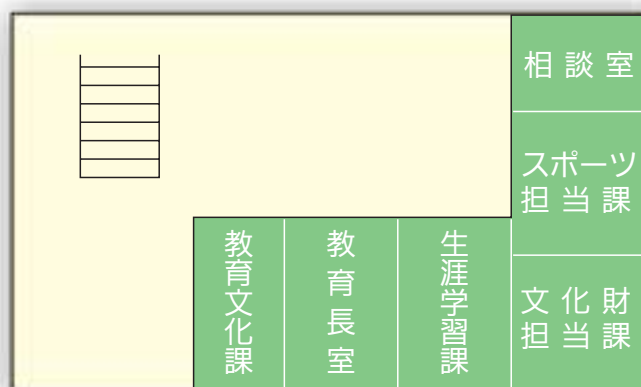 相談室
スポーツ
担当課
教育文化課
教育長室
生涯学習課
文化財
担当課